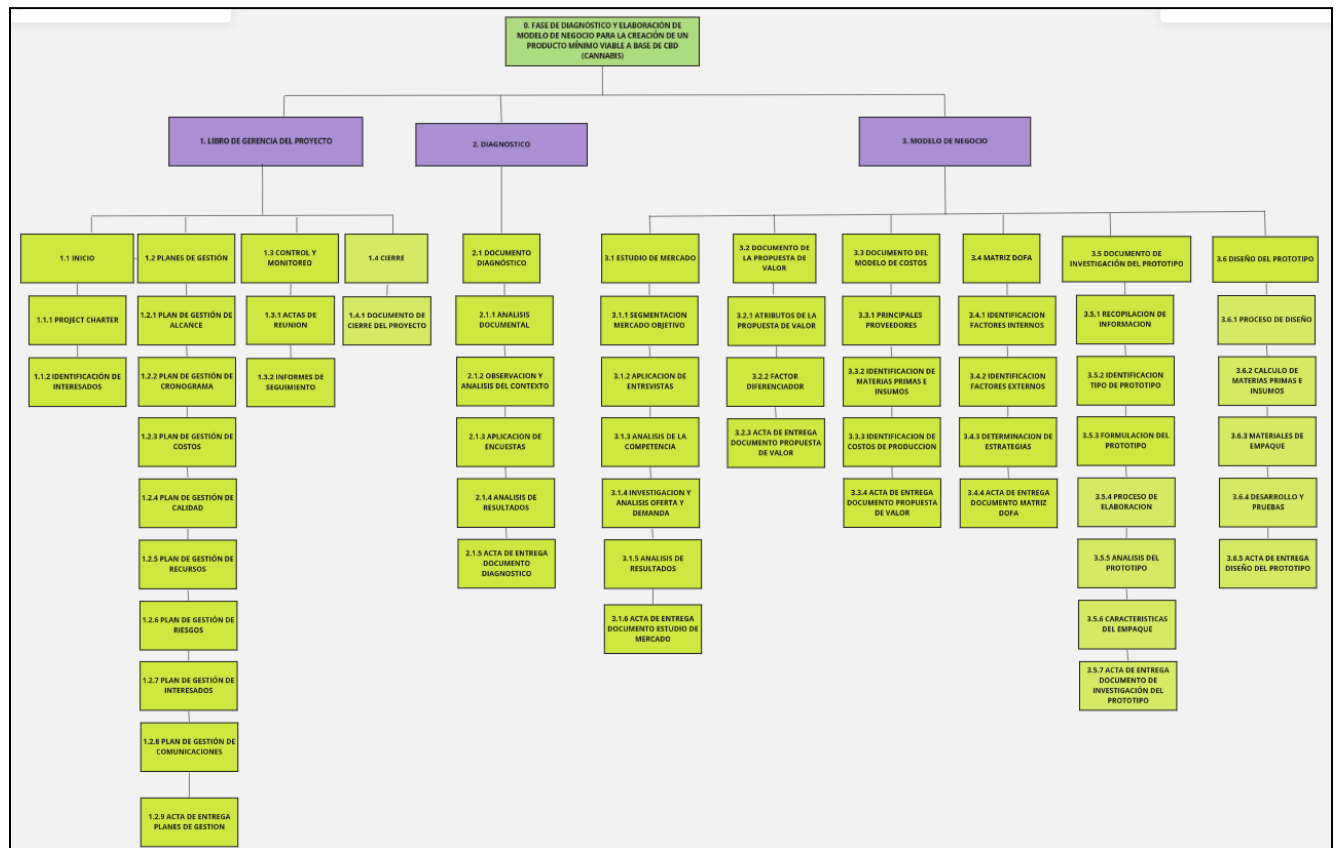 0. FASE DE DIAGNÓSTICO Y ELABORACIÓN DE
MODELO DE NEGOCIO PARA LA CREACIÓN DE UN
PRODUCTO MÍNIMO VIABLE A BASE DE CBD
(CANNABIS)
1. LIBRO DE GERENCIA DEL PROYECTO
2. DIAGNOSTICO
3. MODELO DE NEGOCIO
1.1 INICIO
1.1.1 PROJECT CHARTER
1.1.2 IDENTIFICACIÓN DE
INTERESADOS
1.2 PLANES DE GESTIÓN
1.2.1 PLAN DE GESTIÓN DE
ALCANCE
1.2.2 PLAN DE GESTIÓN DE
CRONOGRAMA
1.2.3 PLAN DE GESTIÓN DE
COSTOS
1.2.4 PLAN DE GESTIÓN DE
CALIDAD
1.2.5 PLAN DE GESTIÓN DE
RECURSOS
1.2.6 PLAN DE GESTIÓN DE
RIESGOS
1.2.7 PLAN DE GESTIÓN DE
INTERESADOS
1.2.8 PLAN DE GESTIÓN DE
COMUNICACIONES
1.2.9 ACTA DE ENTREGA
PLANES DE GESTION
1.3 CONTROL Y
MONITOREO
1.3.1 ACTAS DE
REUNION
1.3.2 INFORMES DE
SEGUIMIENTO
1.4 CIERRE
1.4.1 DOCUMENTO DE
CIERRE DEL PROYECTO
2.1 DOCUMENTO
DIAGNÓSTICO
2.1.1 ANALISIS
DOCUMENTAL
2.1.2 OBSERVACION Y
ANALISIS DEL CONTEXTO
2.1.3 APLICACION DE
ENCUESTAS
2.1.4 ANALISIS DE
RESULTADOS
2.1.5 ACTA DE ENTREGA
DOCUMENTO
DIAGNOSTICO
3.1 ESTUDIO DE MERCADO
3.1.1 SEGMENTACION
MERCADO OBJETIVO
3.1.2 APLICACION DE
ENTREVISTAS
3.1.3 ANALISIS DE LA
COMPETENCIA
3.1.4 INVESTIGACION Y
ANALISIS OFERTA Y
DEMANDA
3.1.5 ANALISIS DE
RESULTADOS
3.1.6 ACTA DE ENTREGA
DOCUMENTO ESTUDIO DE
MERCADO
3.2 DOCUMENTO DE
LA PROPUESTA DE
VALOR
3.2.1 ATRIBUTOS DE LA
PROPUESTA DE VALOR
3.2.2 FACTOR
DIFERENCIADOR
3.2.3 ACTA DE ENTREGA
DOCUMENTO PROPUESTA
DE VALOR
3.3 DOCUMENTO DEL
MODELO DE COSTOS
3.3.1 PRINCIPALES
PROVEEDORES
3.3.2 IDENTIFICACION DE
MATERIAS PRIMAS E
INSUMOS
3.3.3 IDENTIFICACION DE
COSTOS DE PRODUCCION
3.3.4 ACTA DE ENTREGA
DOCUMENTO PROPUESTA
DE VALOR
3.4 MATRIZ DOFA
3.4.1 IDENTIFICACION
FACTORES INTERNOS
3.4.2 IDENTIFICACION
FACTORES EXTERNOS
3.4.3 DETERMINACION DE
ESTRATEGIAS
3.4.4 ACTA DE ENTREGA
DOCUMENTO MATRIZ
DOFA
3.5 DOCUMENTO DE
INVESTIGACIÓN DEL PROTOTIPO
3.5.1 RECOPILACION DE
INFORMACION
3.5.2 IDENTIFICACION
TIPO DE PROTOTIPO
3.5.3 FORMULACION DEL
PROTOTIPO
3.5.4 PROCESO DE
ELABORACION
3.5.5 ANALISIS DEL
PROTOTIPO
3.5.6 CARACTERISTICAS
DEL EMPAQUE
3.5.7 ACTA DE ENTREGA
DOCUMENTO DE
INVESTIGACIÓN DEL
PROTOTIPO
3.6 DISEÑO DEL PROTOTIPO
3.6.1 PROCESO DE DISEÑO
3.6.2 CALCULO DE
MATERIAS PRIMAS E
INSUMOS
3.6.3 MATERIALES DE
EMPAQUE
3.6.4 DESARROLLO Y
PRUEBAS
3.6.5 ACTA DE ENTREGA
DISEÑO DEL PROTOTIPO